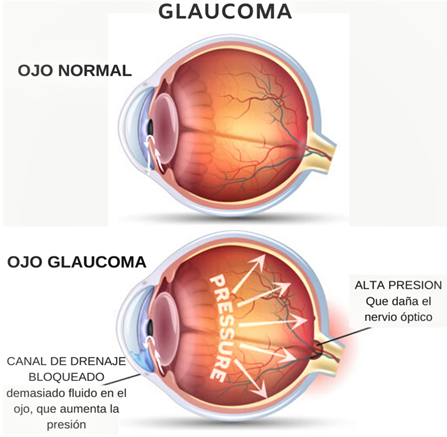 GLAUCOMA
OJO NORMAL
OJO GLAUCOMA
PRESSURE
ALTA PRESION
Que daña el
nervio óptico
CANAL DE DRENAJE
BLOQUEADO
demasiado fluido en el
ojo, que aumenta la
presión